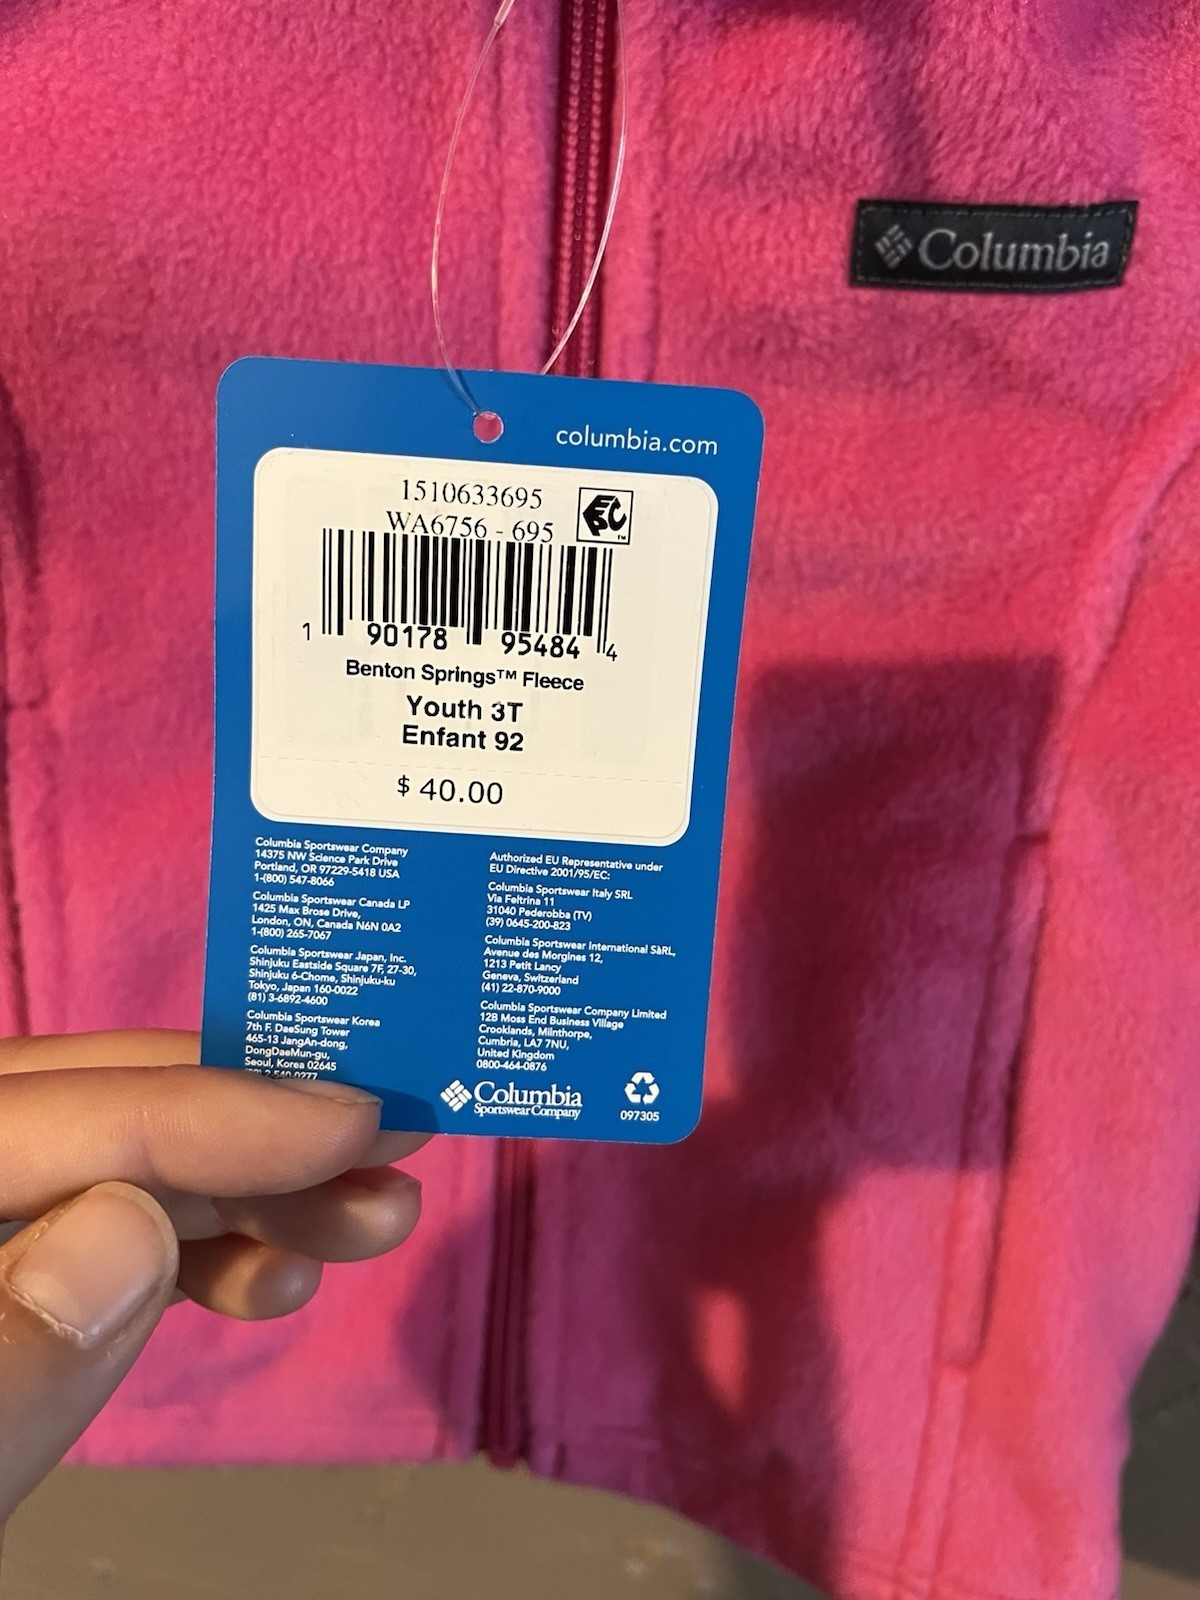 Columbia
columbia.com
1510633695
WA6756 - 695
EPC
TM
1 90178 95484 4
Benton Springs™ Fleece
Youth 3T
Enfant 92
$ 40.00
Columbia Sportswear Company
14375 NW Science Park Drive
Portland, OR 97229-5418 USA
1-(800) 547-8066
Columbia Sportswear Canada LP
1425 Max Brose Drive,
London, ON, Canada N6N 0A2
1-(800) 265-7067
Columbia Sportswear Japan, Inc.
Shinjuku Eastside Square 7F, 27-30,
Shinjuku 6-Chome, Shinjuku-ku
Tokyo, Japan 160-0022
(81) 3-6892-4600
Columbia Sportswear Korea
7th F. DaeSung Tower
465-13 JangAn-dong,
DongDaeMun-gu,
Seoul, Korea 02645
2-540-0277
Authorized EU Representative under
EU Directive 2001/95/EC:
Columbia Sportswear Italy SRL
Via Feltrina 11
31040 Pederobba (TV)
(39) 0645-200-823
Columbia Sportswear International SàRL,
Avenue des Morgines 12,
1213 Petit Lancy
Geneva, Switzerland
(41) 22-870-9000
Columbia Sportswear Company Limited
12B Moss End Business Village
Crooklands, Milnthorpe,
Cumbria, LA7 7NU,
United Kingdom
0800-464-0876
Columbia
Sportswear Company
097305